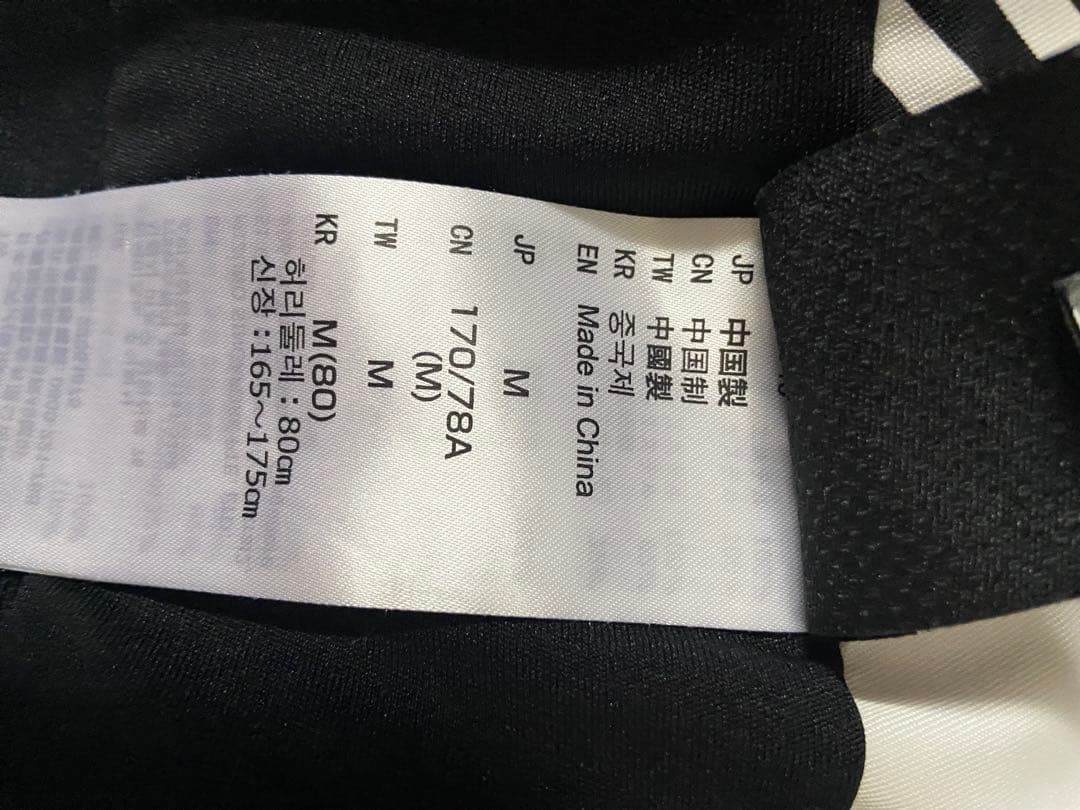 JP 中国製
CN 中国制
TW 中國製
KR 중국제
EN Made in China
JP M
CN 170/78A
(M)
TW M
KR M(80)
허리둘레 : 80cm
신장 : 165～175cm